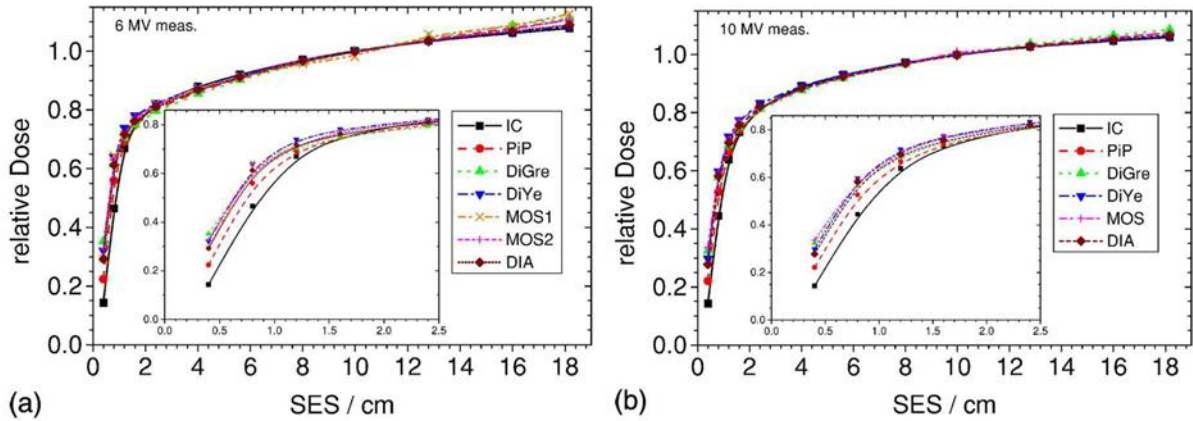 6 MV meas.
relative Dose
1.0
0.8
0.6
0.4
0.2
0.0
0.8
0.6
0.4
0.2
0.0
0.0 0.5 1.0 1.5 2.0 2.5
IC
PiP
DiGre
DiYe
MOS1
MOS2
DIA
0 2 4 6 8 10 12 14 16 18
(a) SES / cm
10 MV meas.
relative Dose
1.0
0.8
0.6
0.4
0.2
0.0
0.8
0.6
0.4
0.2
0.0
0.0 0.5 1.0 1.5 2.0 2.5
IC
PiP
DiGre
DiYe
MOS
DIA
0 2 4 6 8 10 12 14 16 18
(b) SES / cm